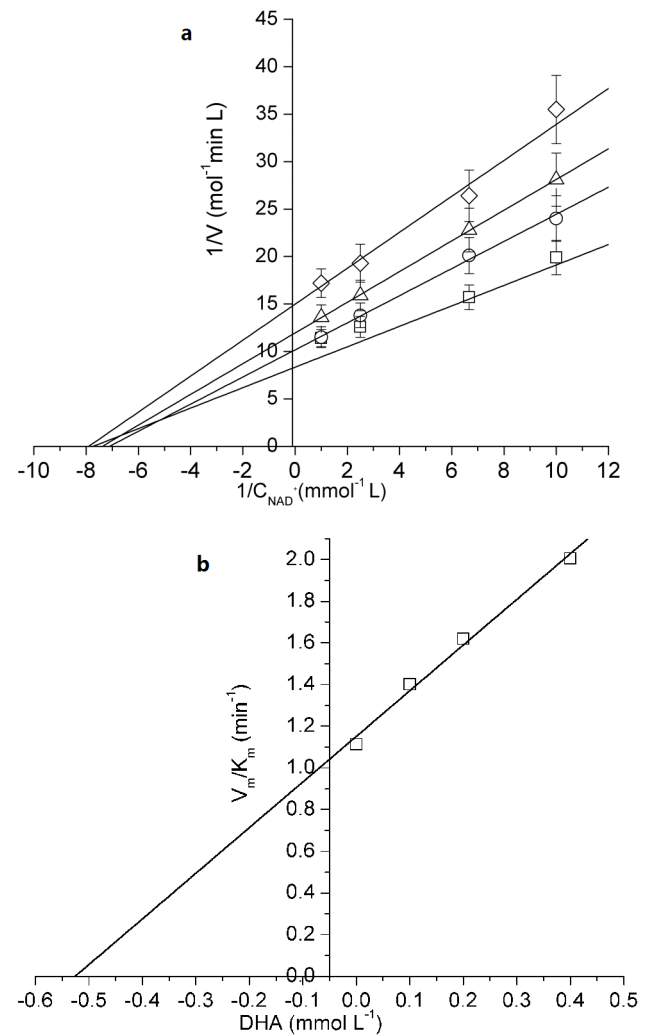 a
45
40
35
30
25
20
15
10
5
0
1/V (mol⁻¹min L)
-10 -8 -6 -4 -2 0 2 4 6 8 10 12
1/C_NAD⁺(mmol⁻¹ L)
b
2.0
1.8
1.6
1.4
1.2
1.0
0.8
0.6
0.4
0.2
0.0
V_m/K_m (min⁻¹)
-0.6 -0.5 -0.4 -0.3 -0.2 -0.1 0.0 0.1 0.2 0.3 0.4 0.5
DHA (mmol L⁻¹)